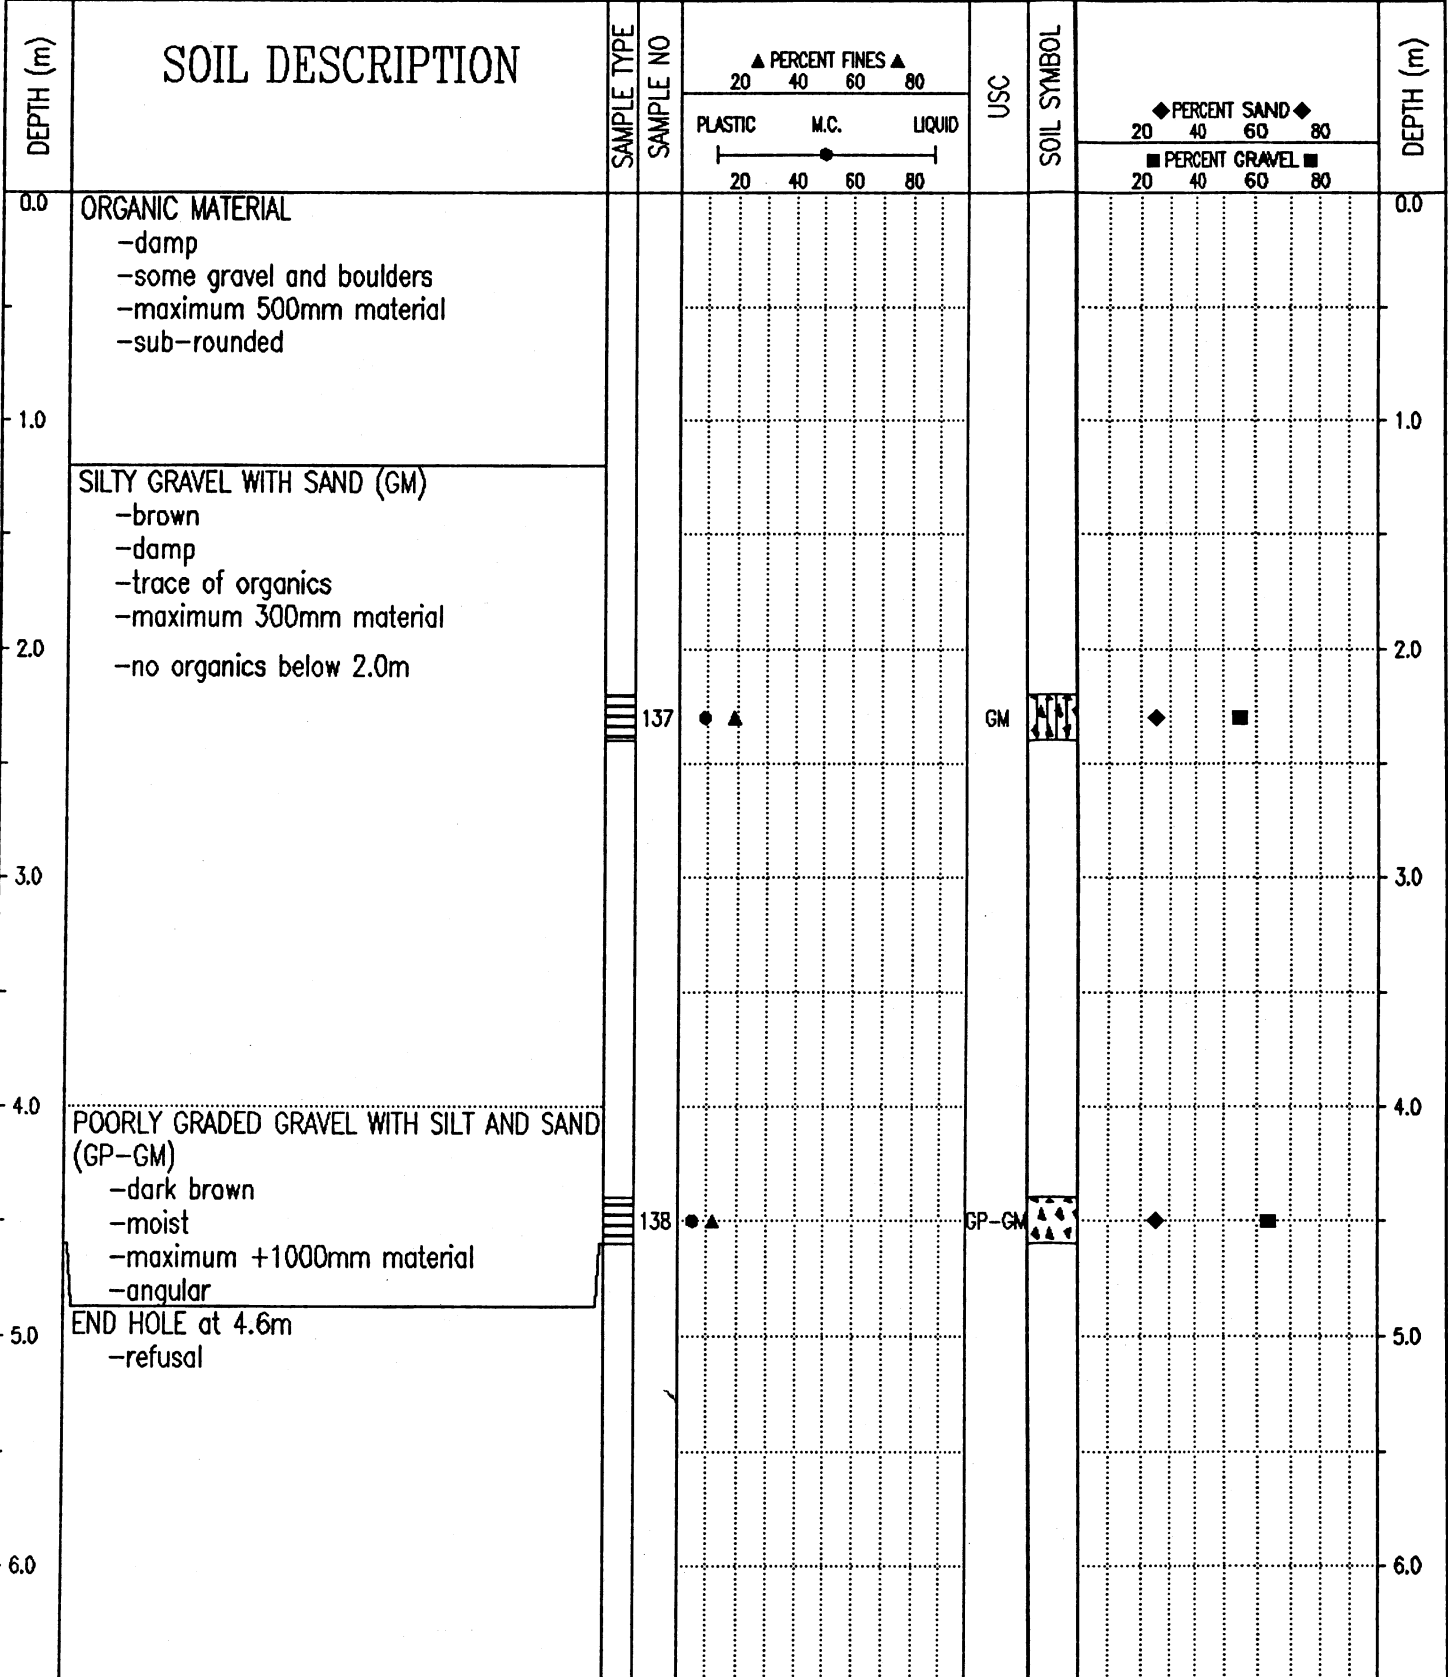 DEPTH (m)
SOIL DESCRIPTION
SAMPLE TYPE
SAMPLE NO
▲ PERCENT FINES ▲
20 40 60 80
PLASTIC M.C. LIQUID
20 40 60 80
USC
SOIL SYMBOL
◆PERCENT SAND◆
20 40 60 80
■PERCENT GRAVEL■
20 40 60 80
DEPTH (m)
0.0 ORGANIC MATERIAL 0.0
-damp
-some gravel and boulders
-maximum 500mm material
-sub-rounded
1.0 1.0
SILTY GRAVEL WITH SAND (GM)
-brown
-damp
-trace of organics
-maximum 300mm material
2.0 2.0
-no organics below 2.0m
137 GM
3.0 3.0
4.0 4.0
POORLY GRADED GRAVEL WITH SILT AND SAND
(GP-GM)
-dark brown
-moist
138 GP-GM
-maximum +1000mm material
-angular
END HOLE at 4.6m
5.0 5.0
-refusal
6.0 6.0